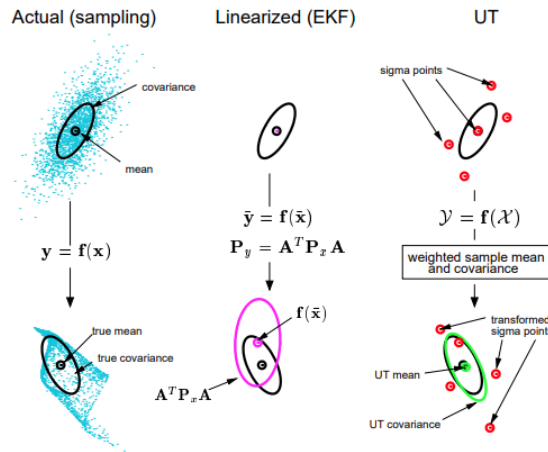 Actual (sampling)
Linearized (EKF)
UT
covariance
mean
sigma points
y = f(x)
ȳ = f(x̄)
P_y = A^T P_x A
𝒴 = f(𝒳)
weighted sample mean
and covariance
true mean
true covariance
f(x̄)
A^T P_x A
transformed
sigma points
UT mean
UT covariance